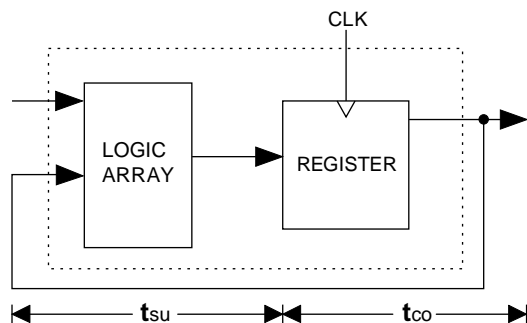 CLK
LOGIC
ARRAY
REGISTER
tsu
tco